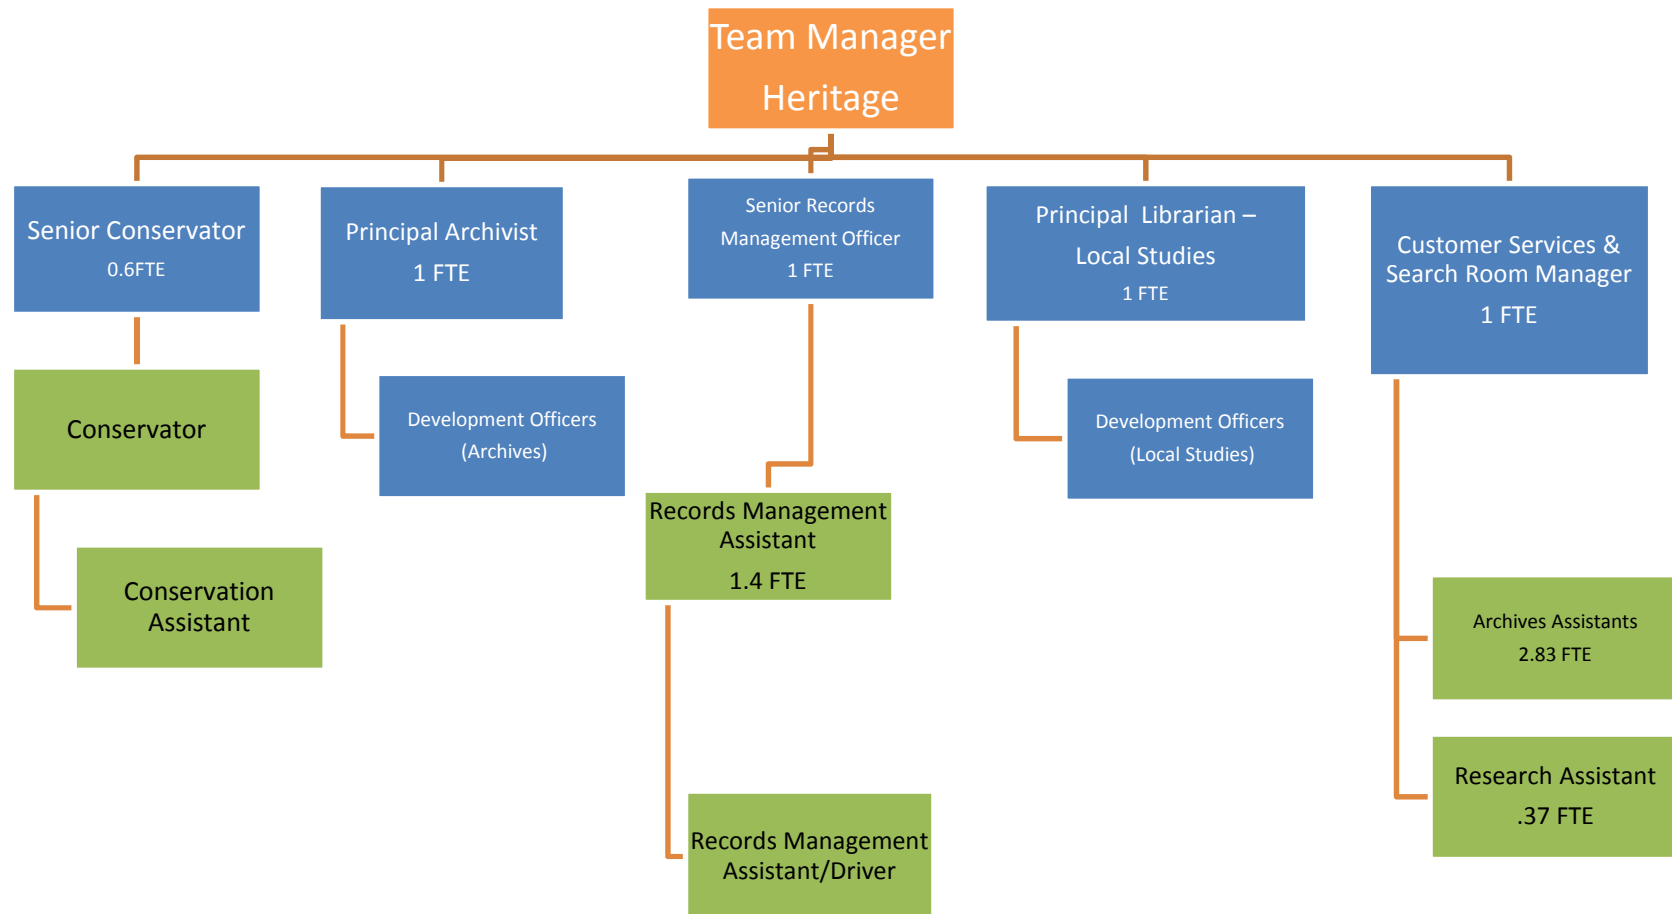 Team Manager
Heritage
Senior Conservator
0.6FTE
Principal Archivist
1 FTE
Senior Records
Management Officer
1 FTE
Principal Librarian –
Local Studies
1 FTE
Customer Services &
Search Room Manager
1 FTE
Conservator
Development Officers
(Archives)
Development Officers
(Local Studies)
Records Management
Assistant
1.4 FTE
Conservation
Assistant
Archives Assistants
2.83 FTE
Research Assistant
.37 FTE
Records Management
Assistant/Driver